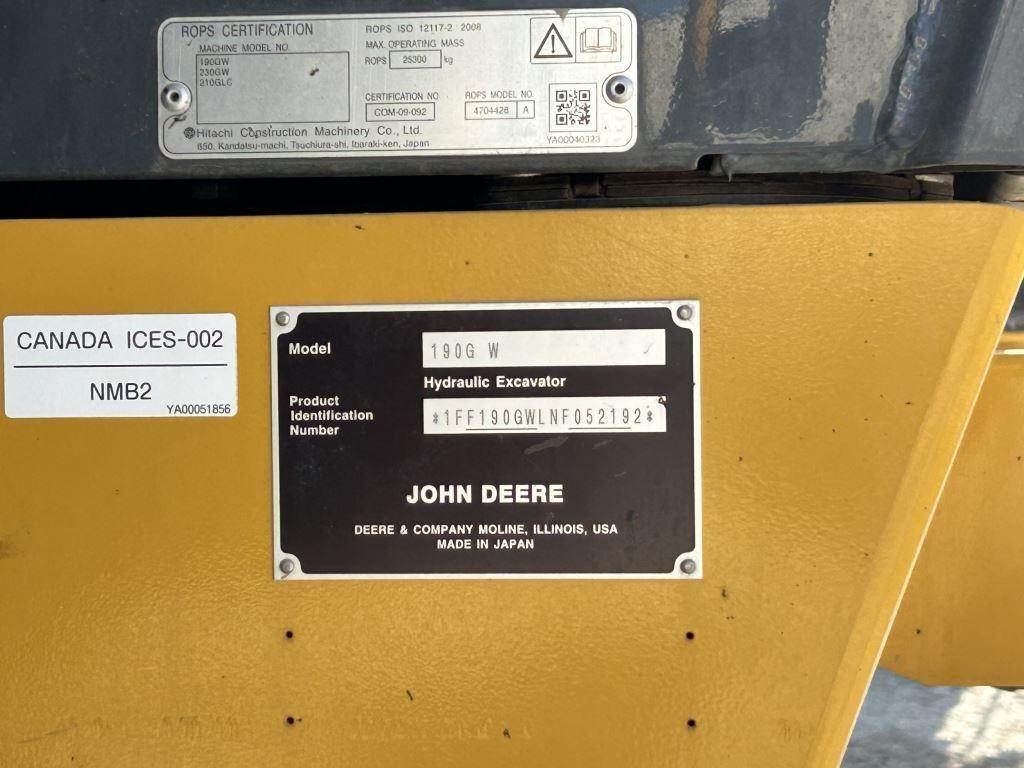 ROPS CERTIFICATION
MACHINE MODEL NO.
190GW
230GW
210GLC
ROPS ISO 12117-2 2008
MAX. OPERATING MASS
ROPS 25300 kg
CERTIFICATION NO
COM-09-092
ROPS MODEL NO.
4704426 A
Hitachi Construction Machinery Co., Ltd.
650, Kandatsu-machi, Tsuchiura-shi, Ibaraki-ken, Japan
YA00040323
CANADA ICES-002
NMB2
YA00051856
Model 190G W
Hydraulic Excavator
Product
Identification
Number
*1FF190GWLNF052192*
JOHN DEERE
DEERE & COMPANY MOLINE, ILLINOIS, USA
MADE IN JAPAN